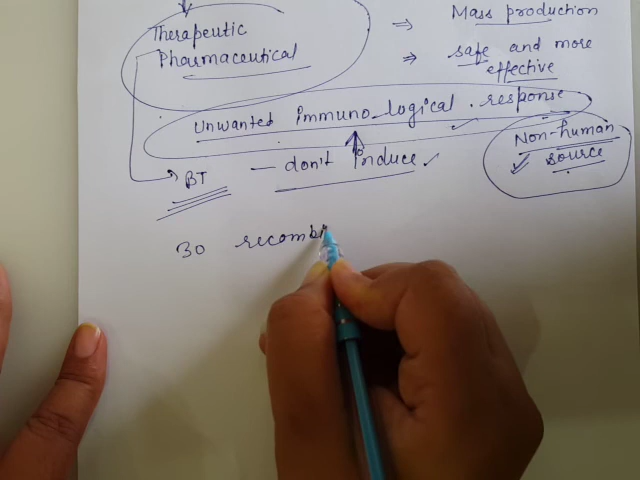 Therapeutic ⇒ Mass production
Pharmaceutical ⇒ safe and more
effective
Unwanted immuno-logical response
Non-human
source
BT — don't Induce
30 recombi